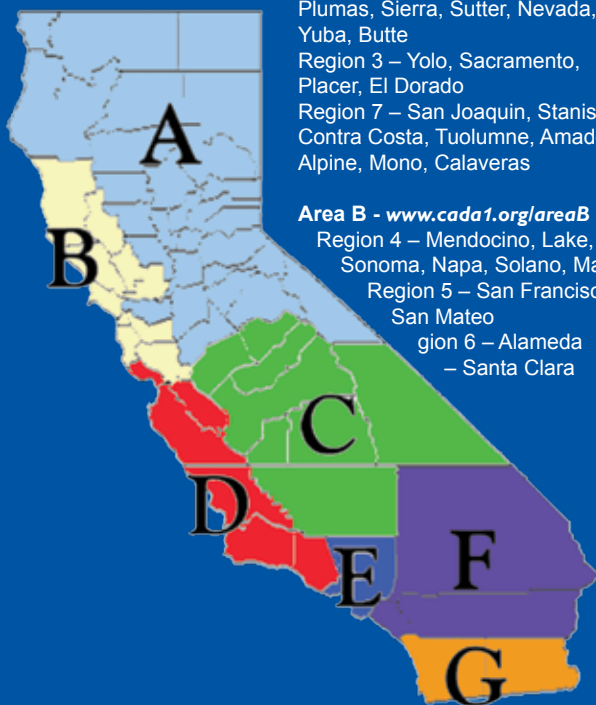 Plumas, Sierra, Sutter, Nevada,
Yuba, Butte
Region 3 – Yolo, Sacramento,
Placer, El Dorado
Region 7 – San Joaquin, Stanis
Contra Costa, Tuolumne, Amad
Alpine, Mono, Calaveras
Area B - www.cada1.org/areaB
Region 4 – Mendocino, Lake,
Sonoma, Napa, Solano, Ma
Region 5 – San Francisc
San Mateo
gion 6 – Alameda
– Santa Clara
A
B
C
D
E
F
G